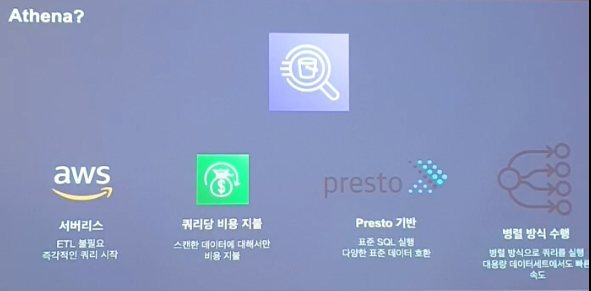 Athena?
aws
서버리스
ETL 불필요
즉각적인 쿼리 시작
$
쿼리당 비용 지불
스캔한 데이터에 대해서만
비용 지불
presto
Presto 기반
표준 SQL 실행
다양한 표준 데이터 호환
병렬 방식 수행
병렬 방식으로 쿼리를 실행
대용량 데이터세트에서도 빠른
속도